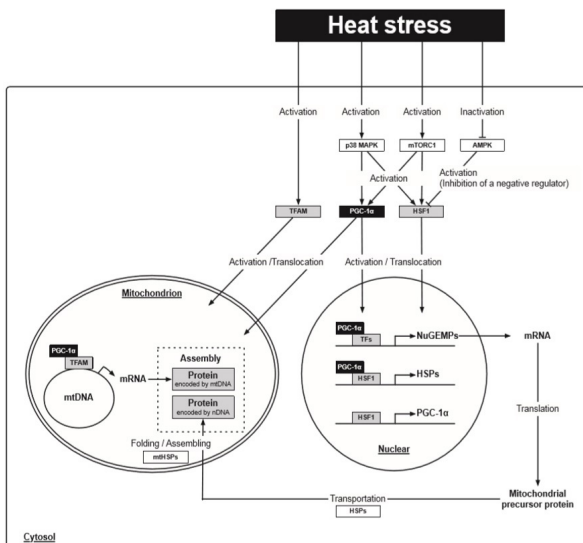 Heat stress
Activation
Activation
Activation
Inactivation
p38 MAPK
mTORC1
AMPK
Activation
Activation
(Inhibition of a negative regulator)
TFAM
PGC-1α
HSF1
Activation /Translocation
Activation / Translocation
Mitochondrion
PGC-1α
TFAM
mtDNA
mRNA
Assembly
Protein
encoded by mtDNA
Protein
encoded by nDNA
Folding / Assembling
mtHSPs
PGC-1α
TFs
NuGEMPs
mRNA
PGC-1α
HSF1
HSPs
HSF1
PGC-1α
Nuclear
Translation
Transportation
HSPs
Mitochondrial
precursor protein
Cytosol